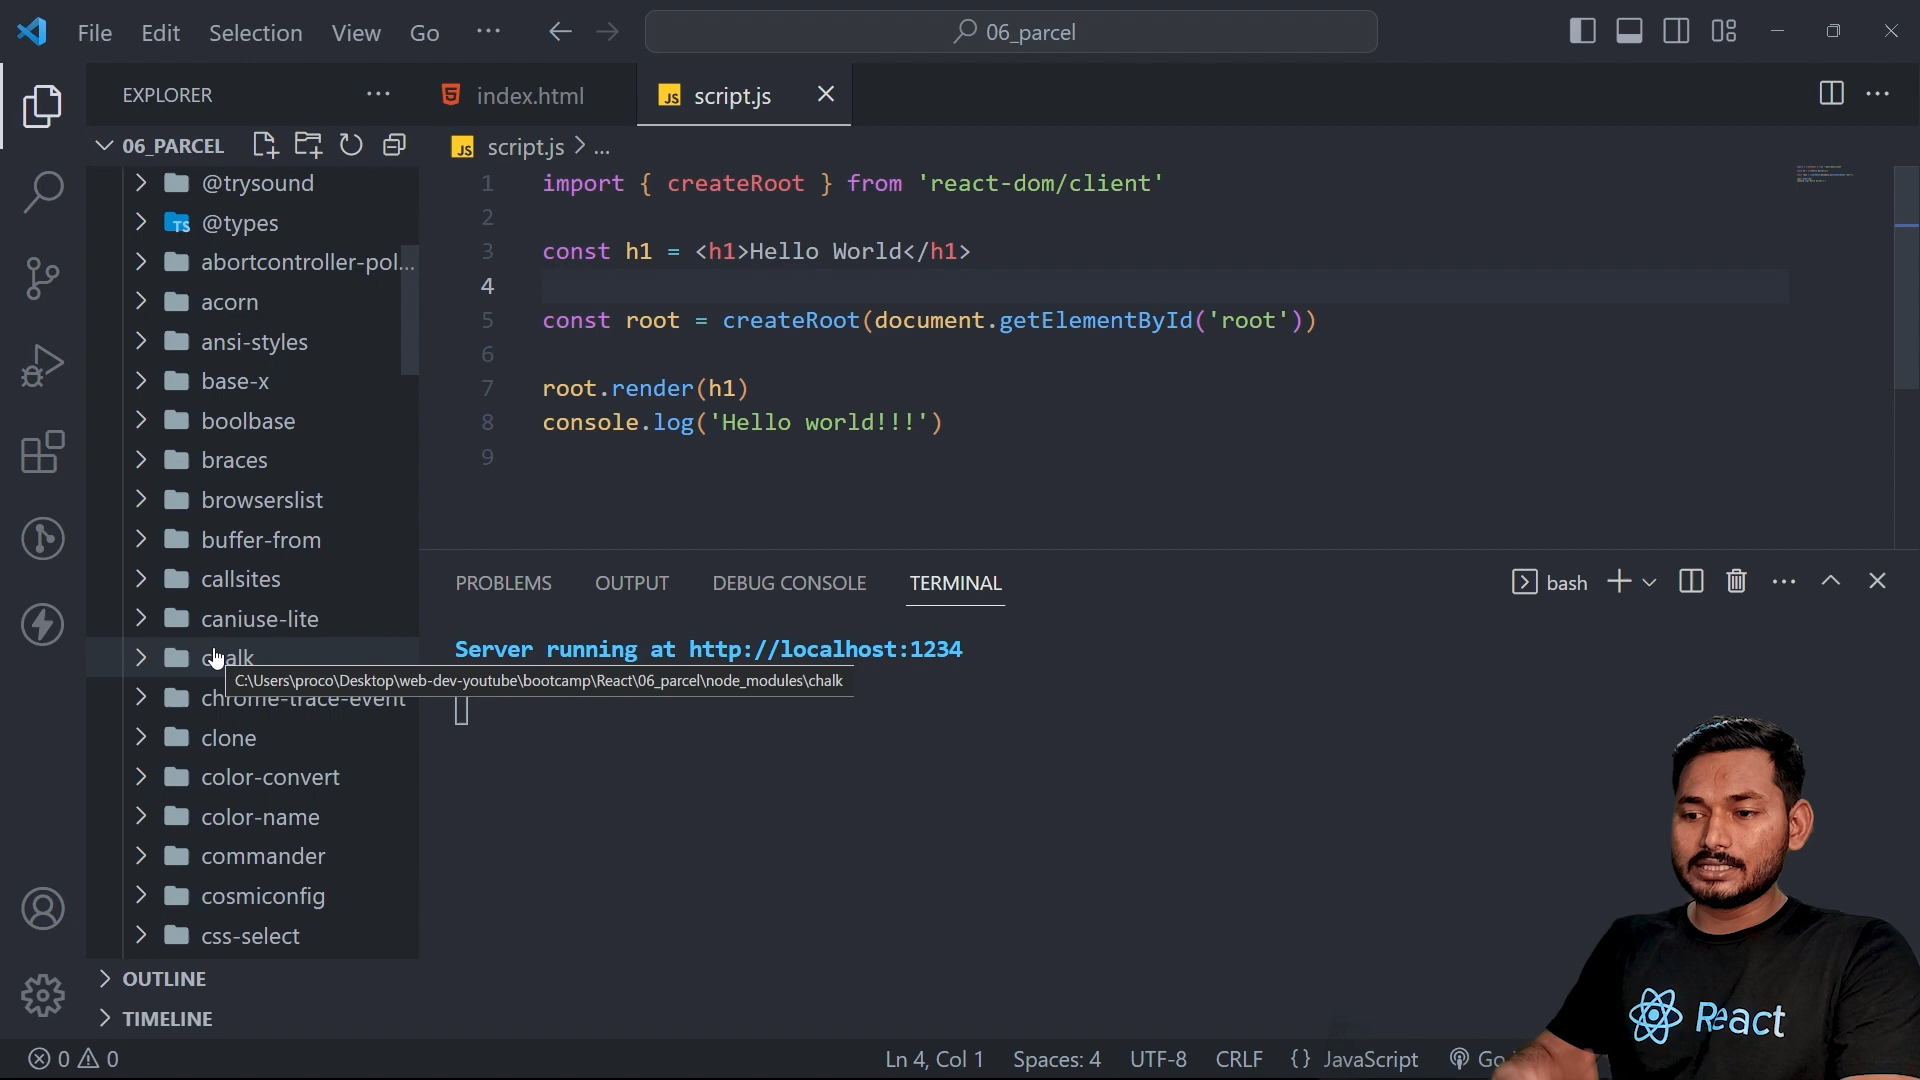 File Edit Selection View Go ··· 06_parcel
EXPLORER ···
index.html
script.js
06_PARCEL
script.js > ...
@trysound
@types
abortcontroller-pol...
acorn
ansi-styles
base-x
boolbase
braces
browserslist
buffer-from
callsites
caniuse-lite
chalk
chrome-trace-event
clone
color-convert
color-name
commander
cosmiconfig
css-select
OUTLINE
TIMELINE
1 import { createRoot } from 'react-dom/client'
2
3 const h1 = <h1>Hello World</h1>
4
5 const root = createRoot(document.getElementById('root'))
6
7 root.render(h1)
8 console.log('Hello world!!!')
9
PROBLEMS OUTPUT DEBUG CONSOLE TERMINAL bash
Server running at http://localhost:1234
C:\Users\proco\Desktop\web-dev-youtube\bootcamp\React\06_parcel\node_modules\chalk
React
0 0 Ln 4, Col 1 Spaces: 4 UTF-8 CRLF {} JavaScript Go